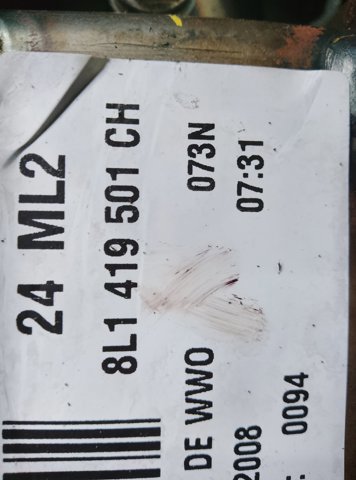 24 ML2
8L1 419 501 CH
DE WWO 073N
2008 07:31
: 0094